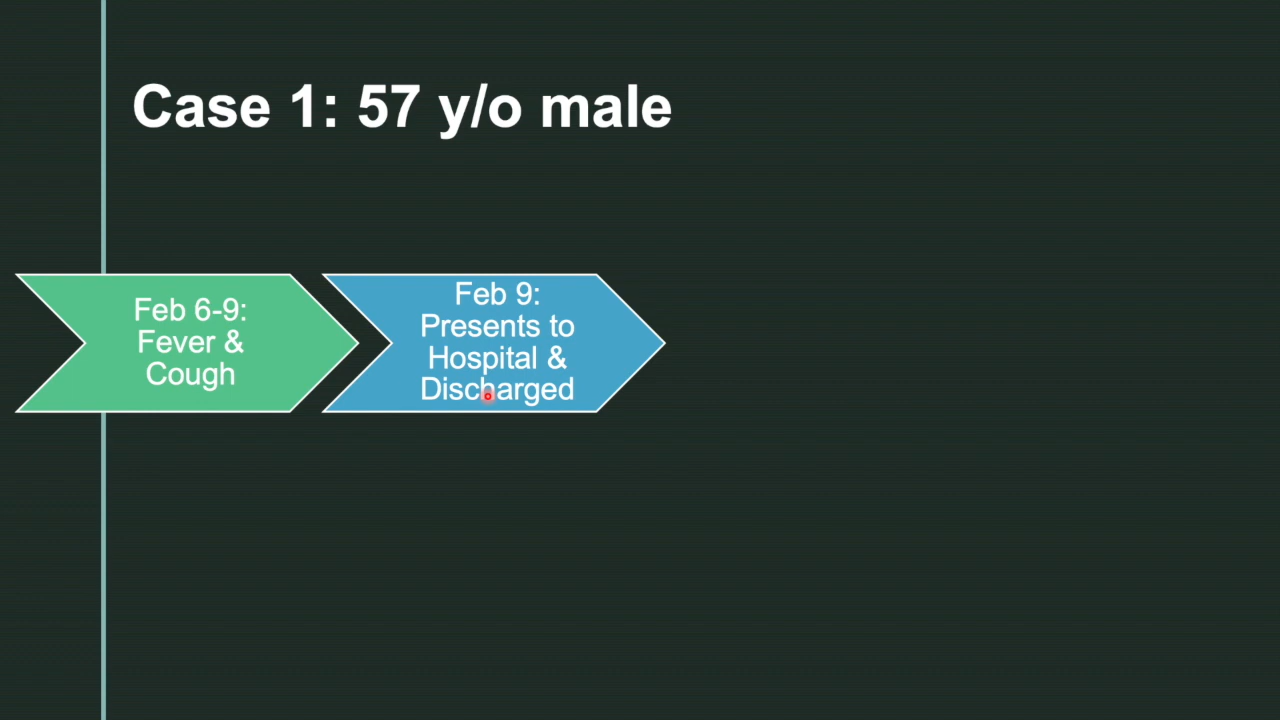 Case 1: 57 y/o male
Feb 6-9:
Fever &
Cough
Feb 9:
Presents to
Hospital &
Discharged